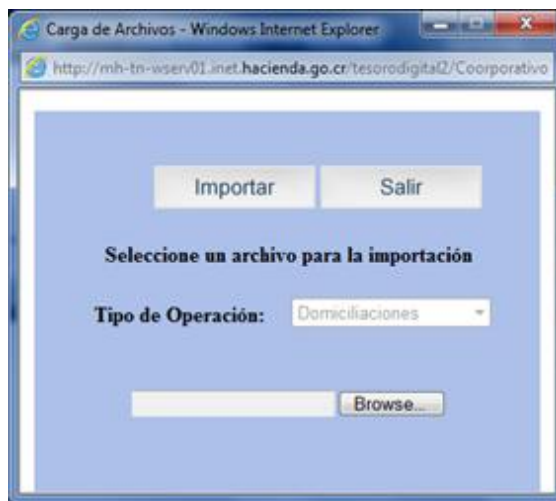 Carga de Archivos - Windows Internet Explorer
http://mh-tn-wserv01.inet.hacienda.go.cr/tesorodigital2/Coorporativo
Importar
Salir
Seleccione un archivo para la importación
Tipo de Operación: Domiciliaciones
Browse...